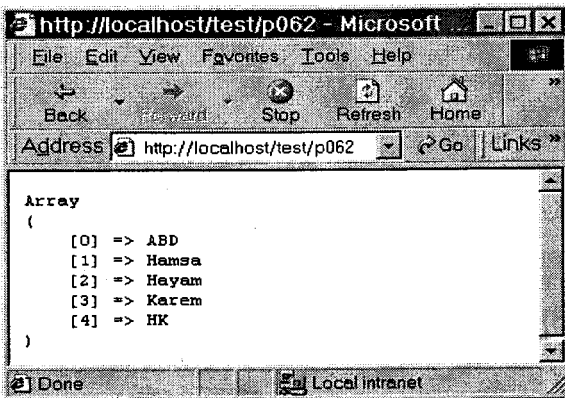 http://localhost/test/p062 - Microsoft ...
File Edit View Favorites Tools Help
Back Forward Stop Refresh Home »
Address http://localhost/test/p062 Go Links »
Array
(
[0] => ABD
[1] => Hamsa
[2] => Hayam
[3] => Karem
[4] => HK
)
Done Local intranet